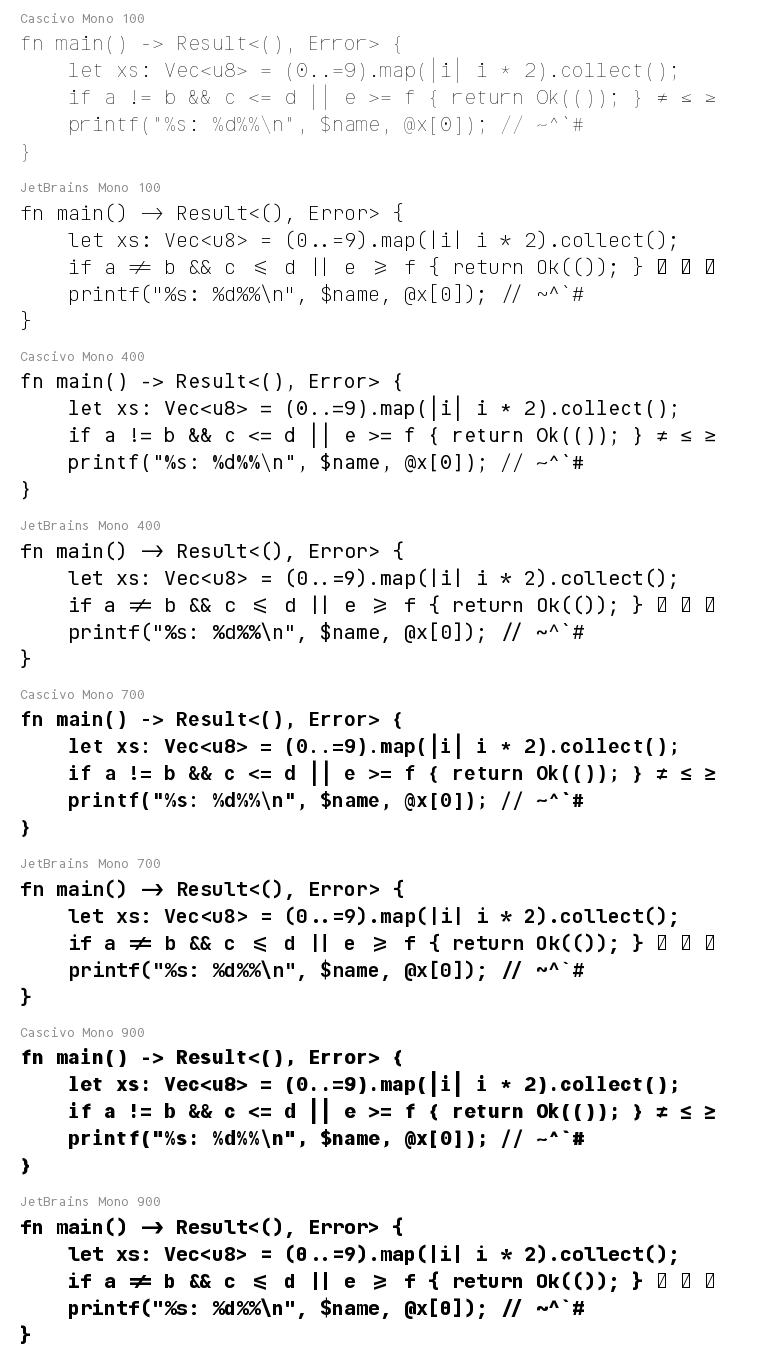 Cascivo Mono 100
fn main() -> Result<(), Error> {
    let xs: Vec<u8> = (0..=9).map(|i| i * 2).collect();
    if a != b && c <= d || e >= f { return Ok(()); } ≠ ≤ ≥
    printf("%s: %d%%\n", $name, @x[0]); // ~^`#
}
JetBrains Mono 100
fn main() -> Result<(), Error> {
    let xs: Vec<u8> = (0..=9).map(|i| i * 2).collect();
    if a != b && c <= d || e >= f { return Ok(()); }
    printf("%s: %d%%\n", $name, @x[0]); // ~^`#
}
Cascivo Mono 400
fn main() -> Result<(), Error> {
    let xs: Vec<u8> = (0..=9).map(|i| i * 2).collect();
    if a != b && c <= d || e >= f { return Ok(()); } ≠ ≤ ≥
    printf("%s: %d%%\n", $name, @x[0]); // ~^`#
}
JetBrains Mono 400
fn main() -> Result<(), Error> {
    let xs: Vec<u8> = (0..=9).map(|i| i * 2).collect();
    if a != b && c <= d || e >= f { return Ok(()); }
    printf("%s: %d%%\n", $name, @x[0]); // ~^`#
}
Cascivo Mono 700
fn main() -> Result<(), Error> {
    let xs: Vec<u8> = (0..=9).map(|i| i * 2).collect();
    if a != b && c <= d || e >= f { return Ok(()); } ≠ ≤ ≥
    printf("%s: %d%%\n", $name, @x[0]); // ~^`#
}
JetBrains Mono 700
fn main() -> Result<(), Error> {
    let xs: Vec<u8> = (0..=9).map(|i| i * 2).collect();
    if a != b && c <= d || e >= f { return Ok(()); }
    printf("%s: %d%%\n", $name, @x[0]); // ~^`#
}
Cascivo Mono 900
fn main() -> Result<(), Error> {
    let xs: Vec<u8> = (0..=9).map(|i| i * 2).collect();
    if a != b && c <= d || e >= f { return Ok(()); } ≠ ≤ ≥
    printf("%s: %d%%\n", $name, @x[0]); // ~^`#
}
JetBrains Mono 900
fn main() -> Result<(), Error> {
    let xs: Vec<u8> = (0..=9).map(|i| i * 2).collect();
    if a != b && c <= d || e >= f { return Ok(()); }
    printf("%s: %d%%\n", $name, @x[0]); // ~^`#
}